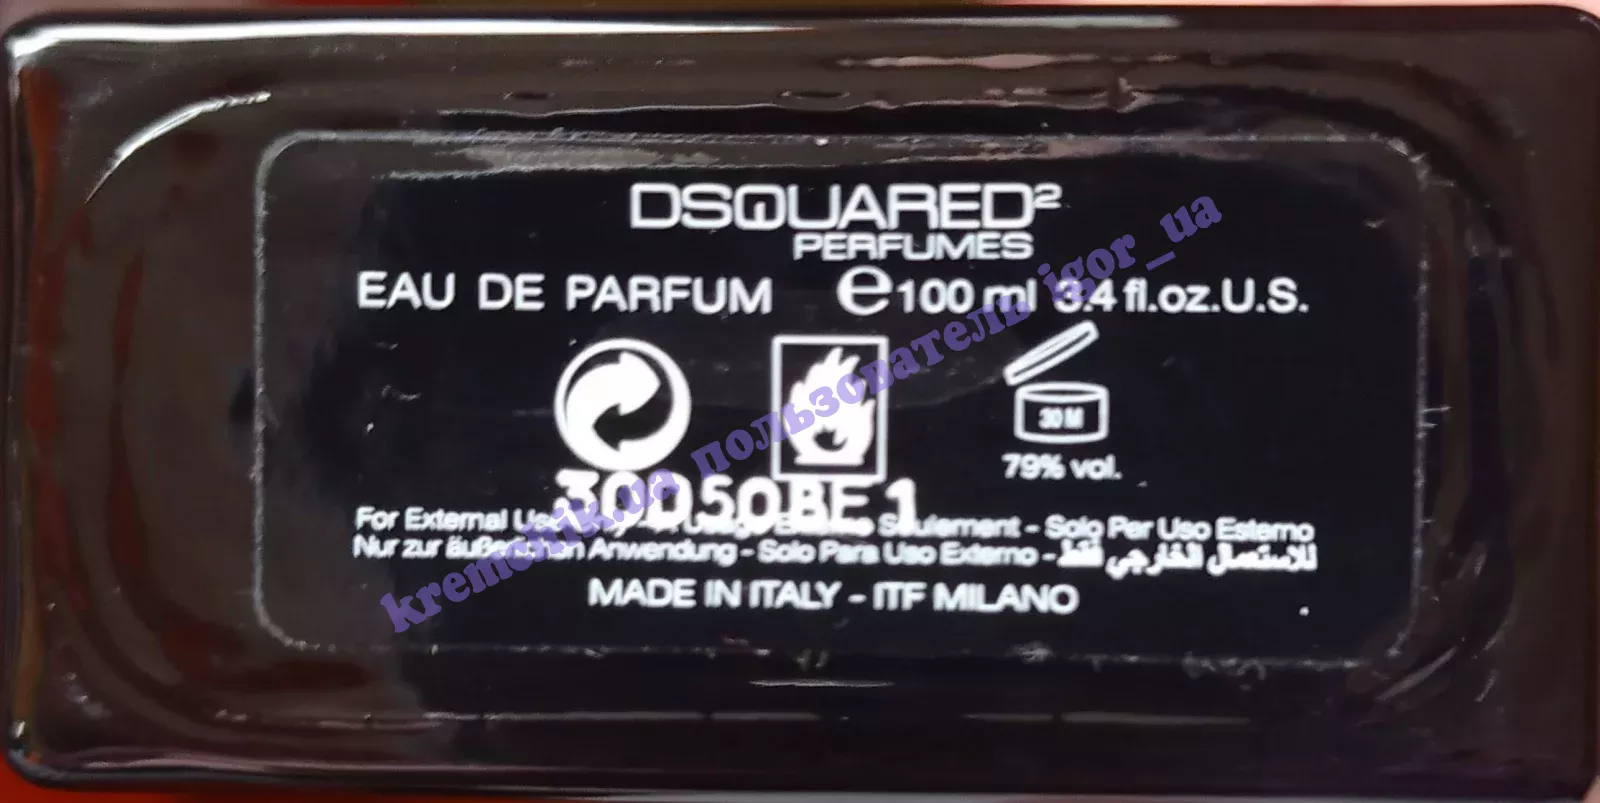 DSQUARED²
PERFUMES
EAU DE PARFUM e 100 ml 3.4 fl.oz.U.S.
30M
79% vol.
For External Use Seulement - Solo Per Uso Esterno
Nur zur äußerlichen Anwendung - Solo Para Uso Externo - للاستعمال الخارجي فقط
MADE IN ITALY - ITF MILANO
kremchik.ua пользователь igor_ua